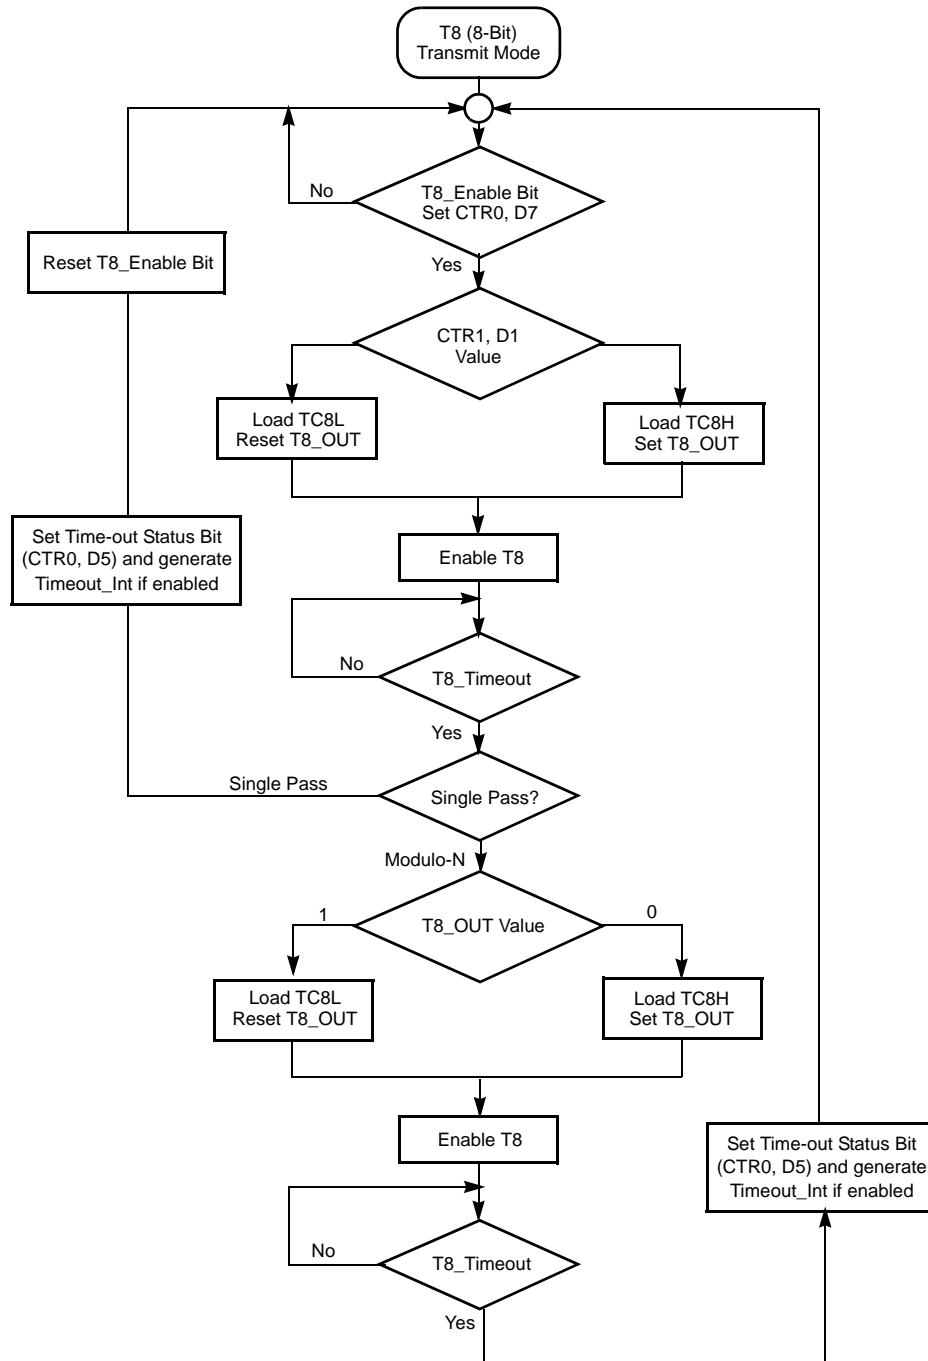 T8 (8-Bit)
Transmit Mode
No
T8_Enable Bit
Set CTR0, D7
Reset T8_Enable Bit
Yes
CTR1, D1
Value
Load TC8L
Reset T8_OUT
Load TC8H
Set T8_OUT
Set Time-out Status Bit
(CTR0, D5) and generate
Timeout_Int if enabled
Enable T8
No
T8_Timeout
Yes
Single Pass
Single Pass?
Modulo-N
1
T8_OUT Value
0
Load TC8L
Reset T8_OUT
Load TC8H
Set T8_OUT
Enable T8
Set Time-out Status Bit
(CTR0, D5) and generate
Timeout_Int if enabled
No
T8_Timeout
Yes